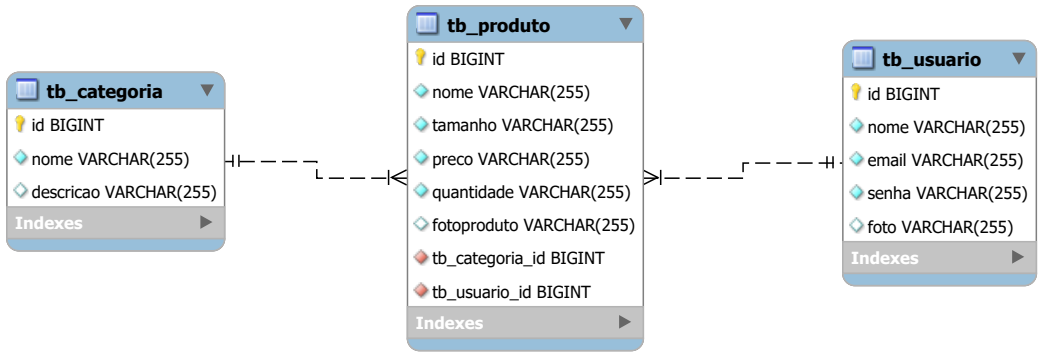 tb_categoria
id BIGINT
nome VARCHAR(255)
descricao VARCHAR(255)
Indexes
tb_produto
id BIGINT
nome VARCHAR(255)
tamanho VARCHAR(255)
preco VARCHAR(255)
quantidade VARCHAR(255)
fotoproduto VARCHAR(255)
tb_categoria_id BIGINT
tb_usuario_id BIGINT
Indexes
tb_usuario
id BIGINT
nome VARCHAR(255)
email VARCHAR(255)
senha VARCHAR(255)
foto VARCHAR(255)
Indexes